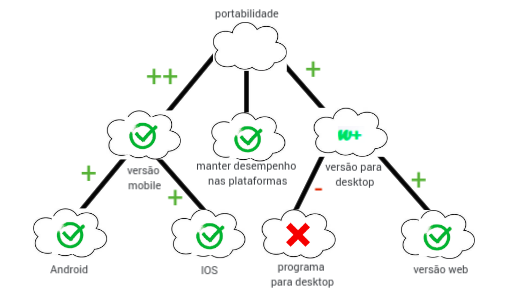 portabilidade
++
+
W+
versão
mobile
manter desempenho
nas plataformas
versão para
desktop
+
+
-
+
Android
IOS
programa
para desktop
versão web